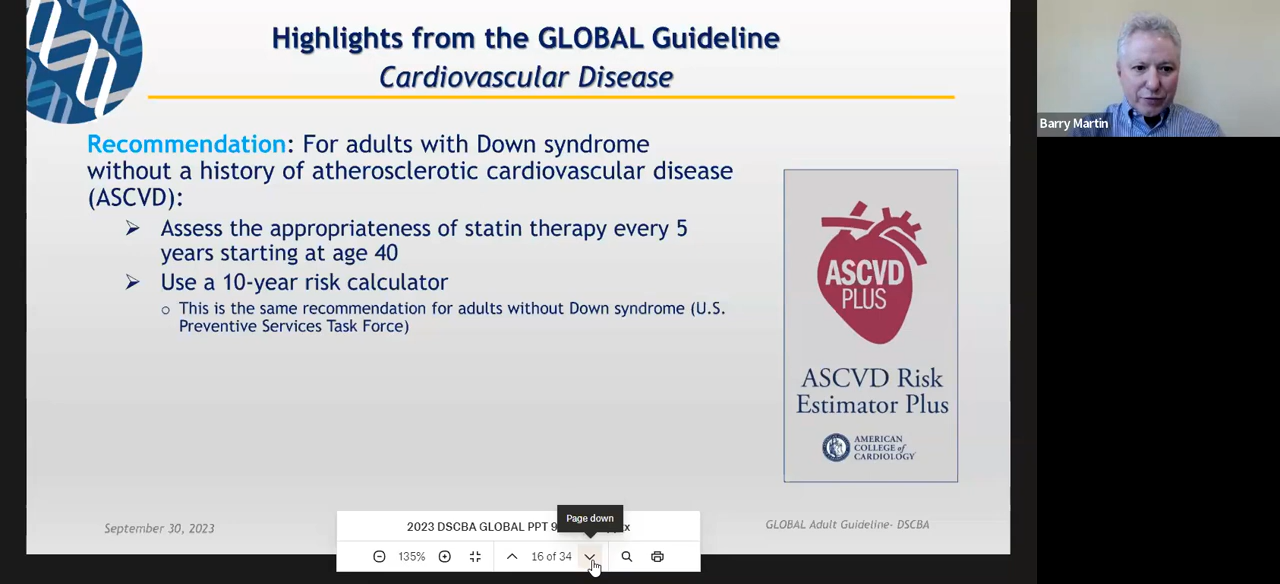 Highlights from the GLOBAL Guideline
Cardiovascular Disease
Recommendation: For adults with Down syndrome
without a history of atherosclerotic cardiovascular disease
(ASCVD):
➢ Assess the appropriateness of statin therapy every 5
years starting at age 40
➢ Use a 10-year risk calculator
o This is the same recommendation for adults without Down syndrome (U.S.
Preventive Services Task Force)
ASCVD
PLUS
ASCVD Risk
Estimator Plus
AMERICAN
COLLEGE of
CARDIOLOGY
September 30, 2023
GLOBAL Adult Guideline- DSCBA
Page down
2023 DSCBA GLOBAL PPT 9
135%
16 of 34
Barry Martin